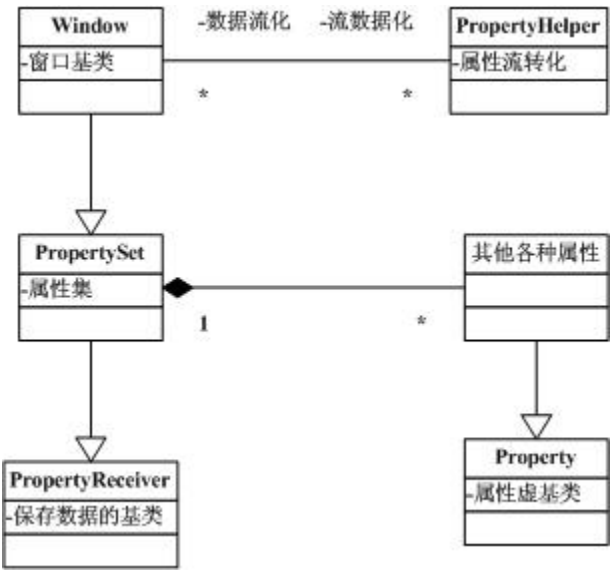 Window
-数据流化
-流数据化
PropertyHelper
-窗口基类
-属性流转化
*
*
PropertySet
其他各种属性
-属性集
1
*
Property
PropertyReceiver
-属性虚基类
-保存数据的基类